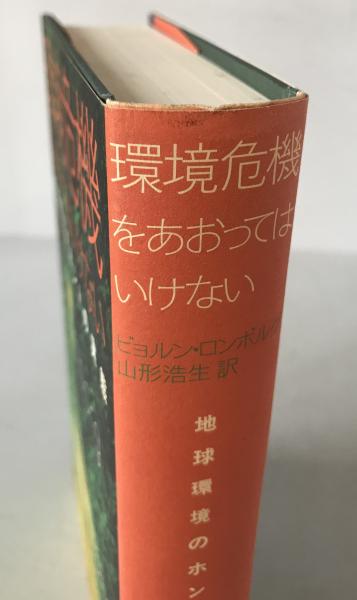 環境危機
をあおっては
いけない
ビョルン・ロンボルグ
山形浩生 訳
地球環境のホン
機